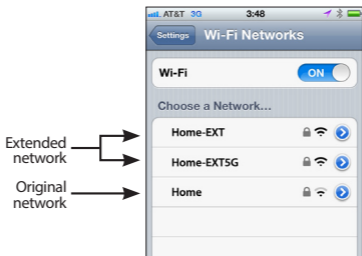 AT&T 3G 3:48
Settings Wi-Fi Networks
Wi-Fi ON
Choose a Network...
Extended network
Home-EXT
Home-EXT5G
Original network
Home